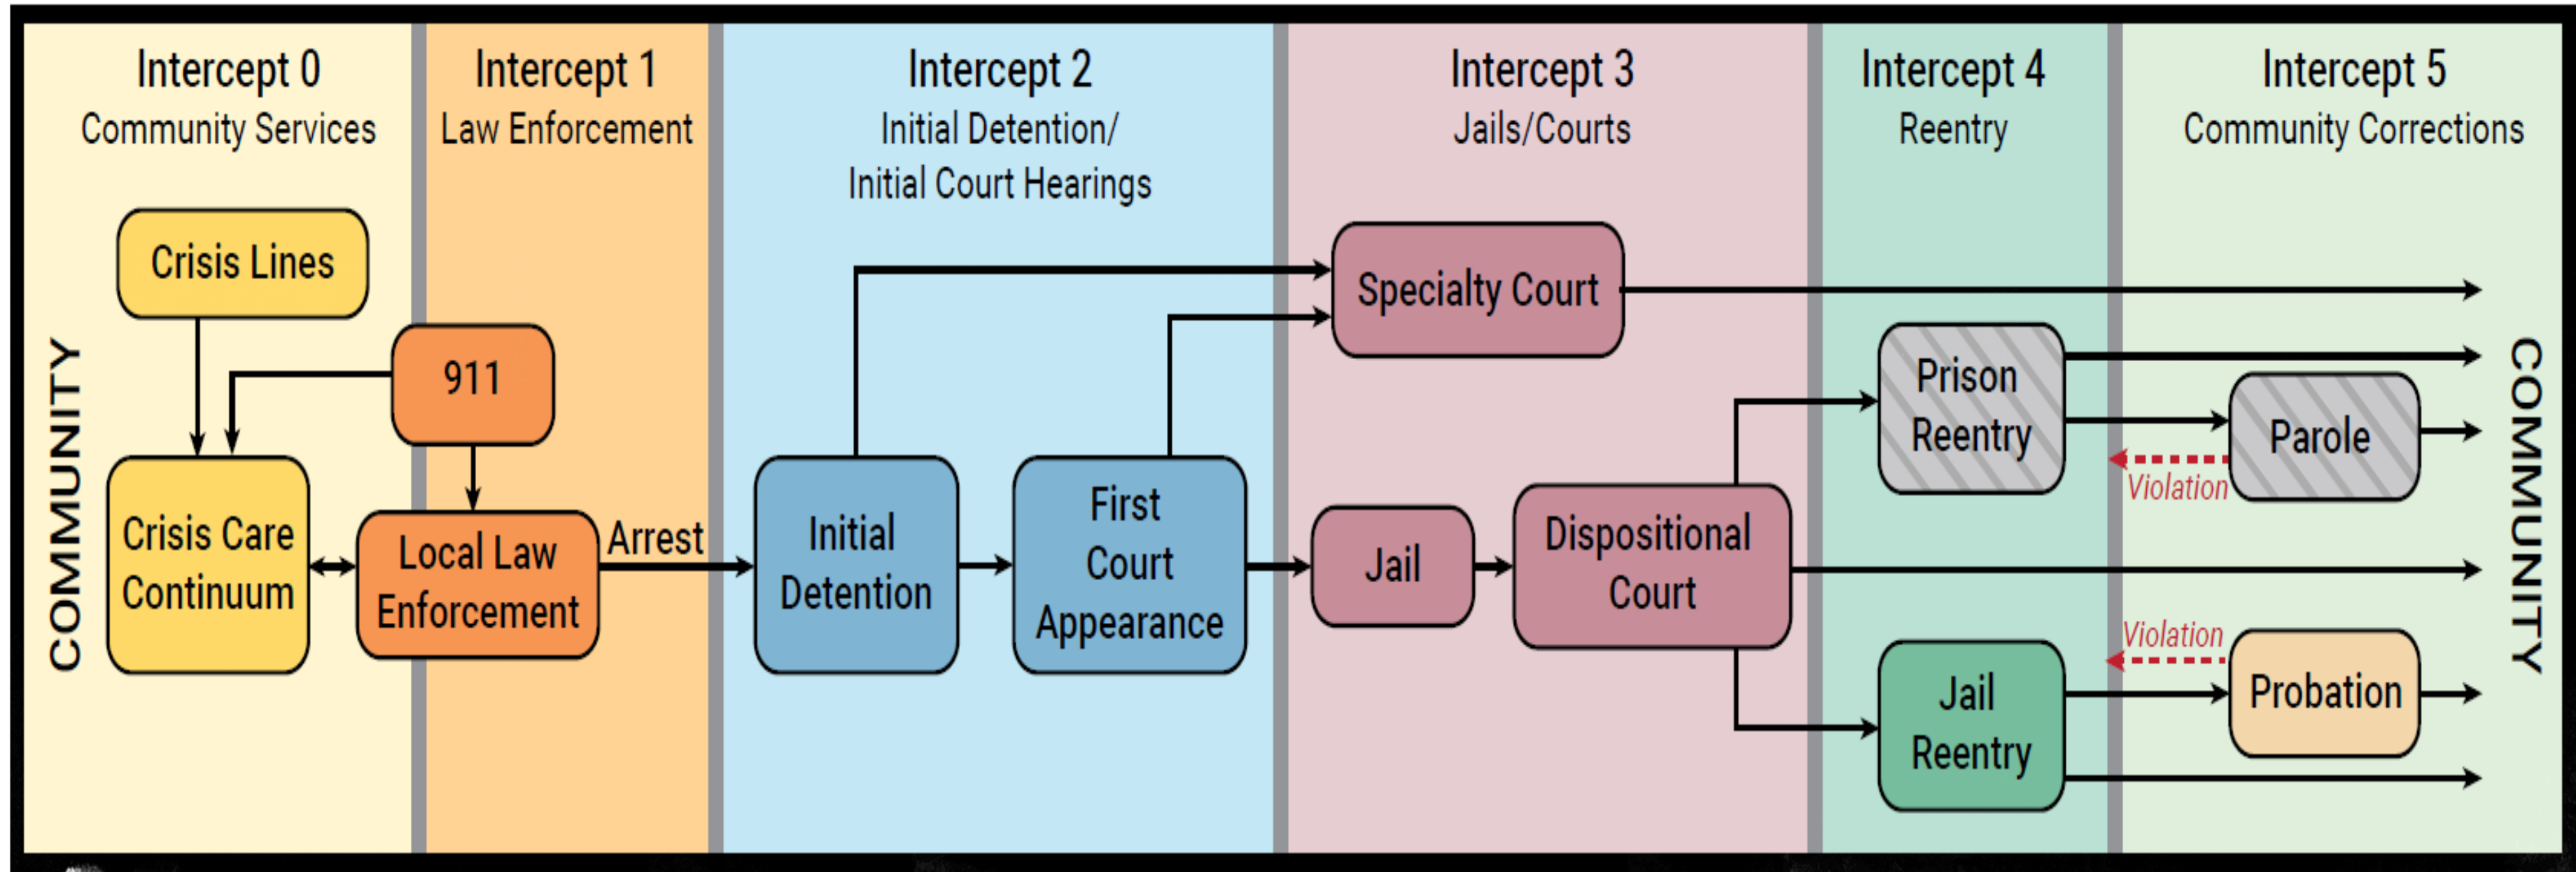 Intercept 0
Community Services
Intercept 1
Law Enforcement
Intercept 2
Initial Detention/
Initial Court Hearings
Intercept 3
Jails/Courts
Intercept 4
Reentry
Intercept 5
Community Corrections
COMMUNITY
Crisis Lines
911
Crisis Care
Continuum
Local Law
Enforcement
Arrest
Initial
Detention
First
Court
Appearance
Specialty Court
Jail
Dispositional
Court
Prison
Reentry
Parole
Violation
Violation
Jail
Reentry
Probation
COMMUNITY